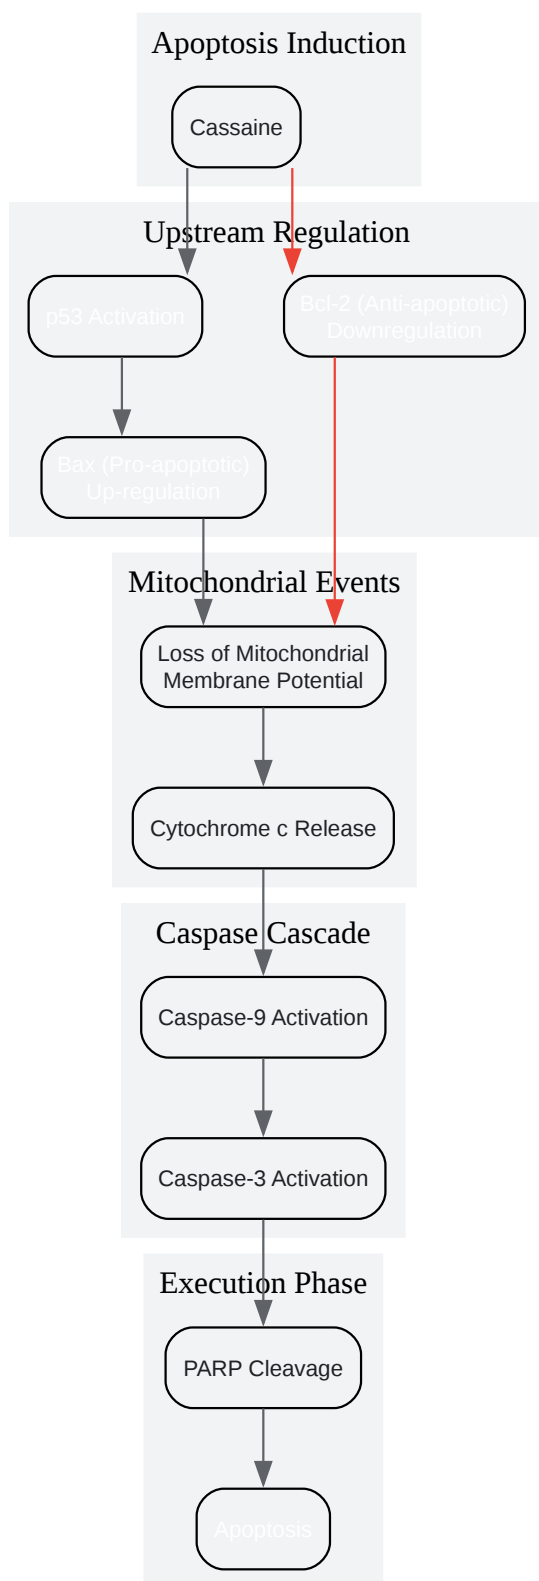 Apoptosis Induction
Cassaine
Upstream Regulation
p53 Activation
Bcl-2 (Anti-apoptotic)
Downregulation
Bax (Pro-apoptotic)
Up-regulation
Mitochondrial Events
Loss of Mitochondrial
Membrane Potential
Cytochrome c Release
Caspase Cascade
Caspase-9 Activation
Caspase-3 Activation
Execution Phase
PARP Cleavage
Apoptosis